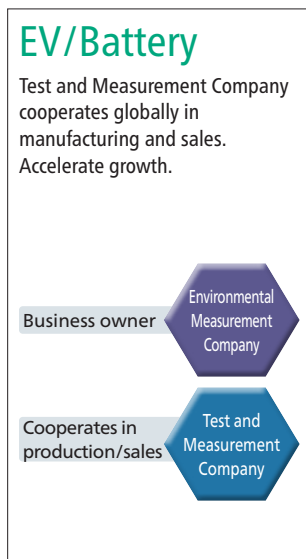 EV/Battery
Test and Measurement Company
cooperates globally in
manufacturing and sales.
Accelerate growth.
Business owner
Environmental
Measurement
Company
Cooperates in
production/sales
Test and
Measurement
Company